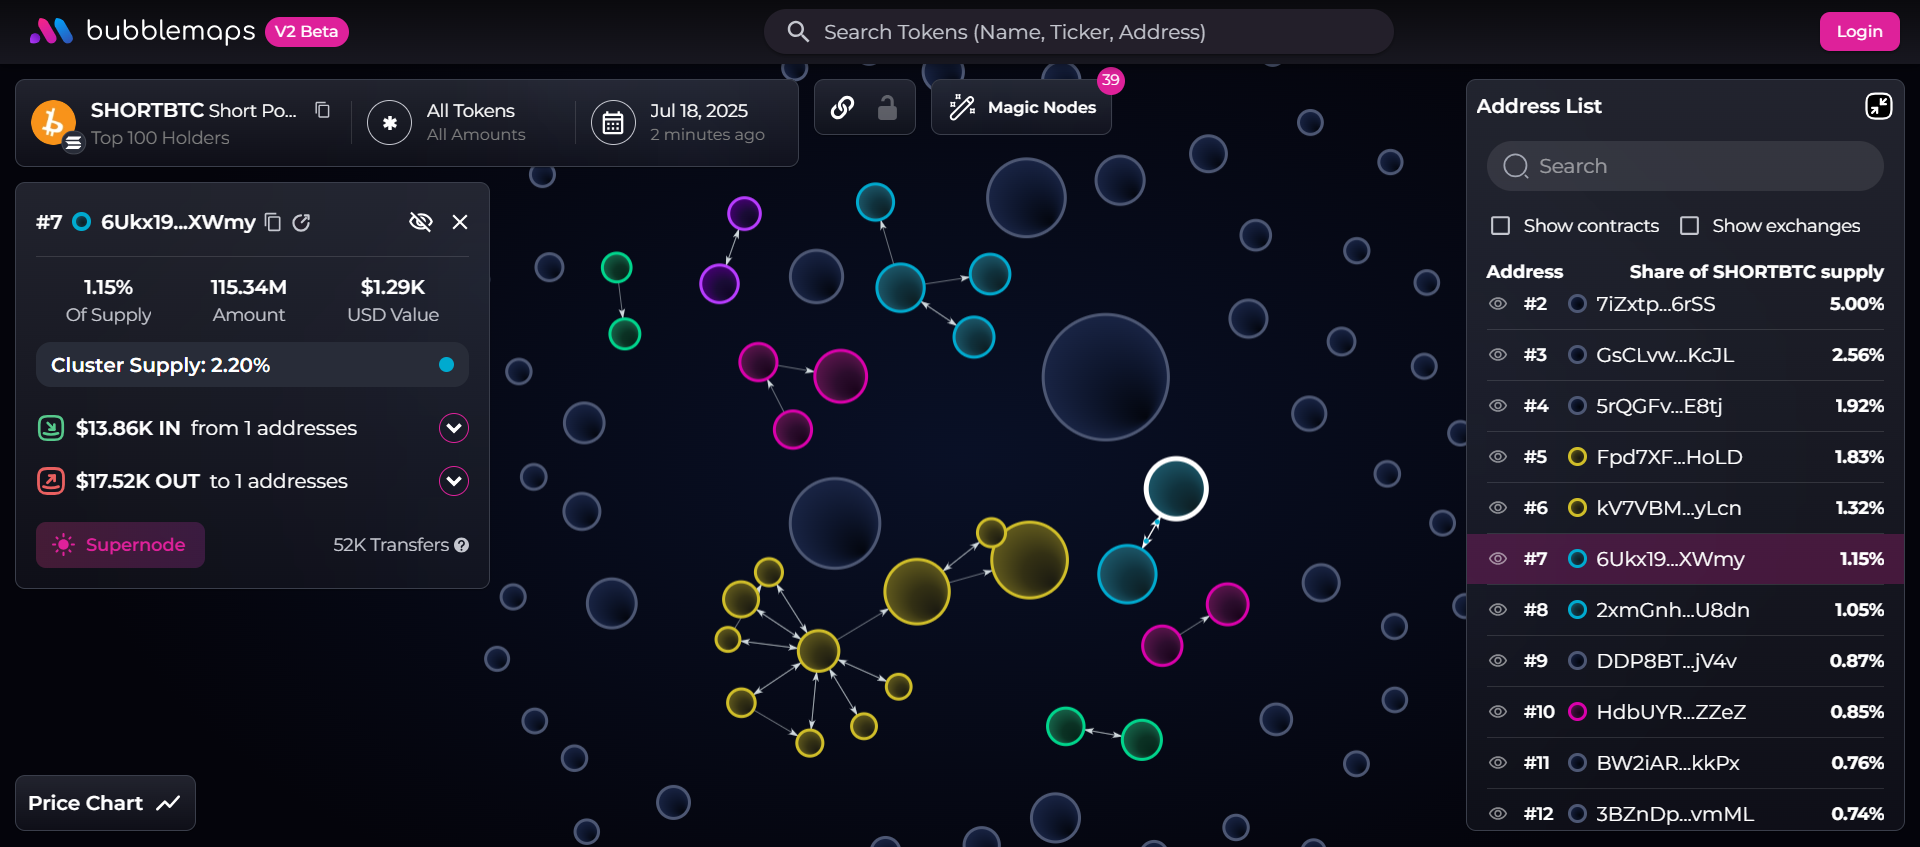 bubblemaps V2 Beta
Search Tokens (Name, Ticker, Address)
Login
SHORTBTC Short Po...
Top 100 Holders
All Tokens
All Amounts
Jul 18, 2025
2 minutes ago
Magic Nodes
39
#7 6Ukx19...XWmy
1.15% 115.34M $1.29K
Of Supply Amount USD Value
Cluster Supply: 2.20%
$13.86K IN from 1 addresses
$17.52K OUT to 1 addresses
Supernode 52K Transfers ?
Price Chart
Address List
Search
Show contracts Show exchanges
Address Share of SHORTBTC supply
#2 7iZxtp...6rSS 5.00%
#3 GsCLvw...KcJL 2.56%
#4 5rQGFv...E8tj 1.92%
#5 Fpd7XF...HoLD 1.83%
#6 kV7VBM...yLcn 1.32%
#7 6Ukx19...XWmy 1.15%
#8 2xmGnh...U8dn 1.05%
#9 DDP8BT...jV4v 0.87%
#10 HdbUYR...ZZeZ 0.85%
#11 BW2iAR...kkPx 0.76%
#12 3BZnDp...vmML 0.74%